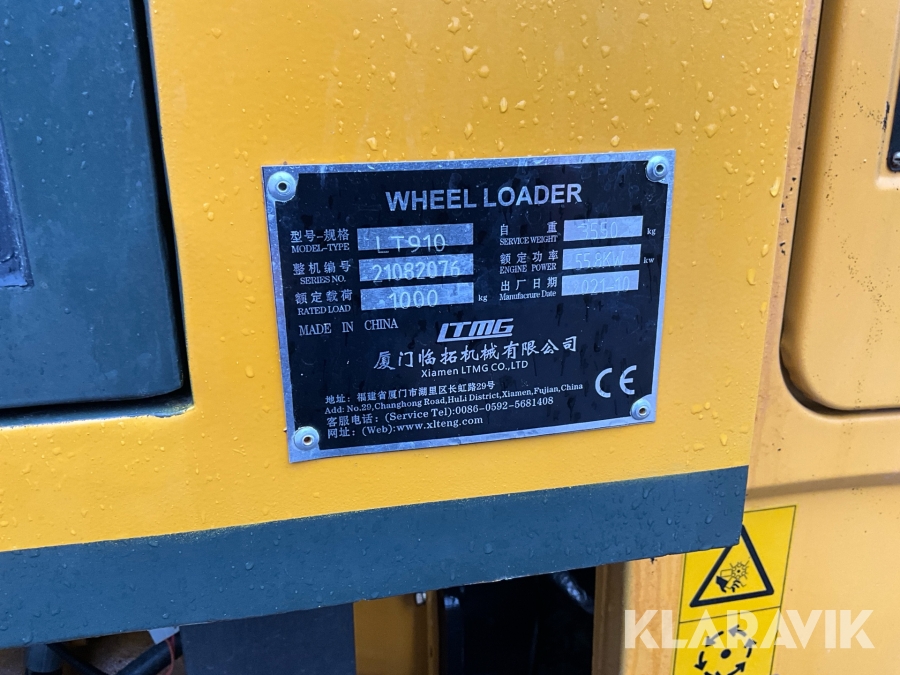 WHEEL LOADER
型号-规格 LT910
MODEL-TYPE
整机编号 21082076
SERIES NO.
额定载荷 1000 kg
RATED LOAD
自 重 3550 kg
SERVICE WEIGHT
额定功率 55.8KW kw
ENGINE POWER
出厂日期
Manufacrure Date
MADE IN CHINA LTMG
厦门临拓机械有限公司
Xiamen LTMG CO.,LTD
地址: 福建省厦门市湖里区长虹路29号
Add: No.29,Changhong Road,HuLi District,Xiamen,Fujian,China
客服电话: (Service Tel):0086-0592-5681408
网址: (Web):www.xlteng.com
CE
KLARAVIK